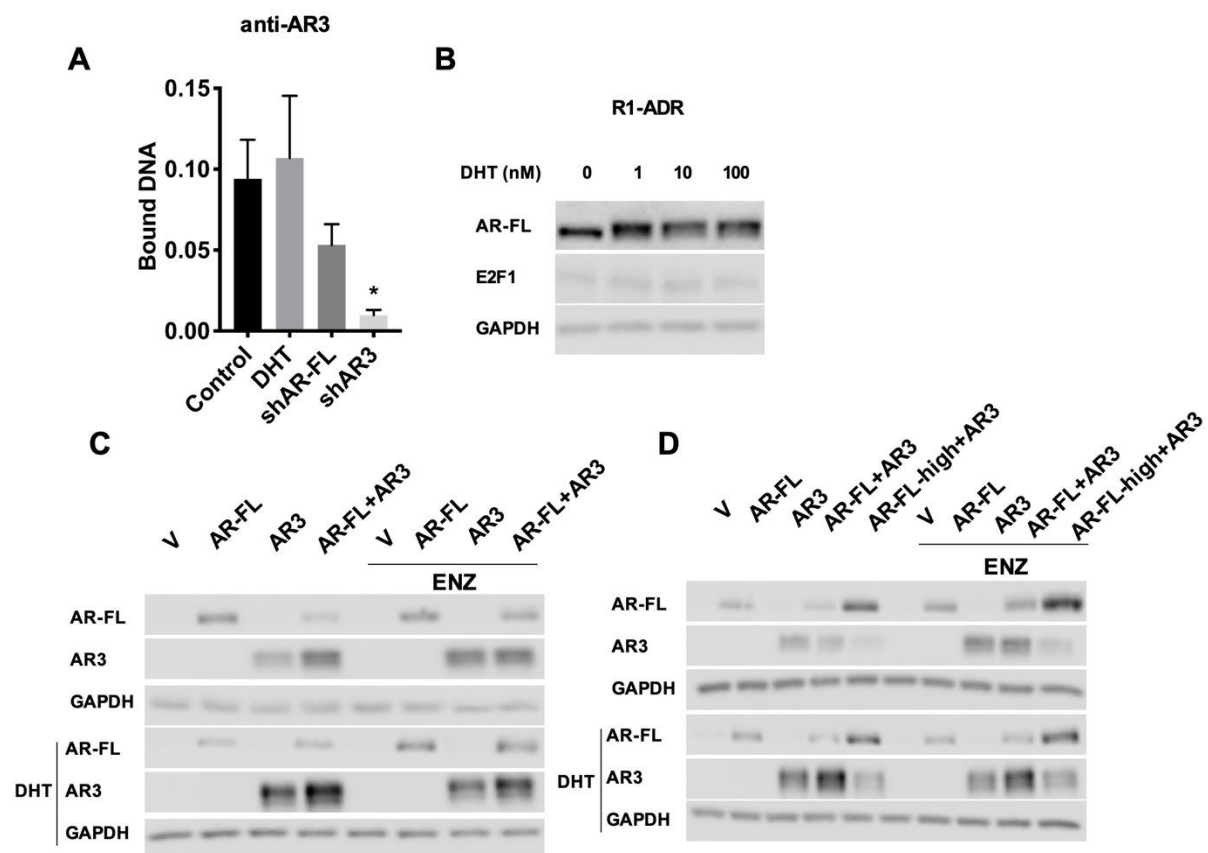 anti-AR3
A
0.15
0.10
0.05
0.00
Bound DNA
*
Control
DHT
shAR-FL
shAR3
B
R1-ADR
DHT (nM) 0 1 10 100
AR-FL
E2F1
GAPDH
C
V AR-FL AR3 AR-FL+AR3 V AR-FL AR3 AR-FL+AR3
ENZ
AR-FL
AR3
GAPDH
DHT
AR-FL
AR3
GAPDH
D
V AR-FL AR3 AR-FL+AR3 AR-FL-high+AR3 V AR-FL AR3 AR-FL+AR3 AR-FL-high+AR3
ENZ
AR-FL
AR3
GAPDH
DHT
AR-FL
AR3
GAPDH